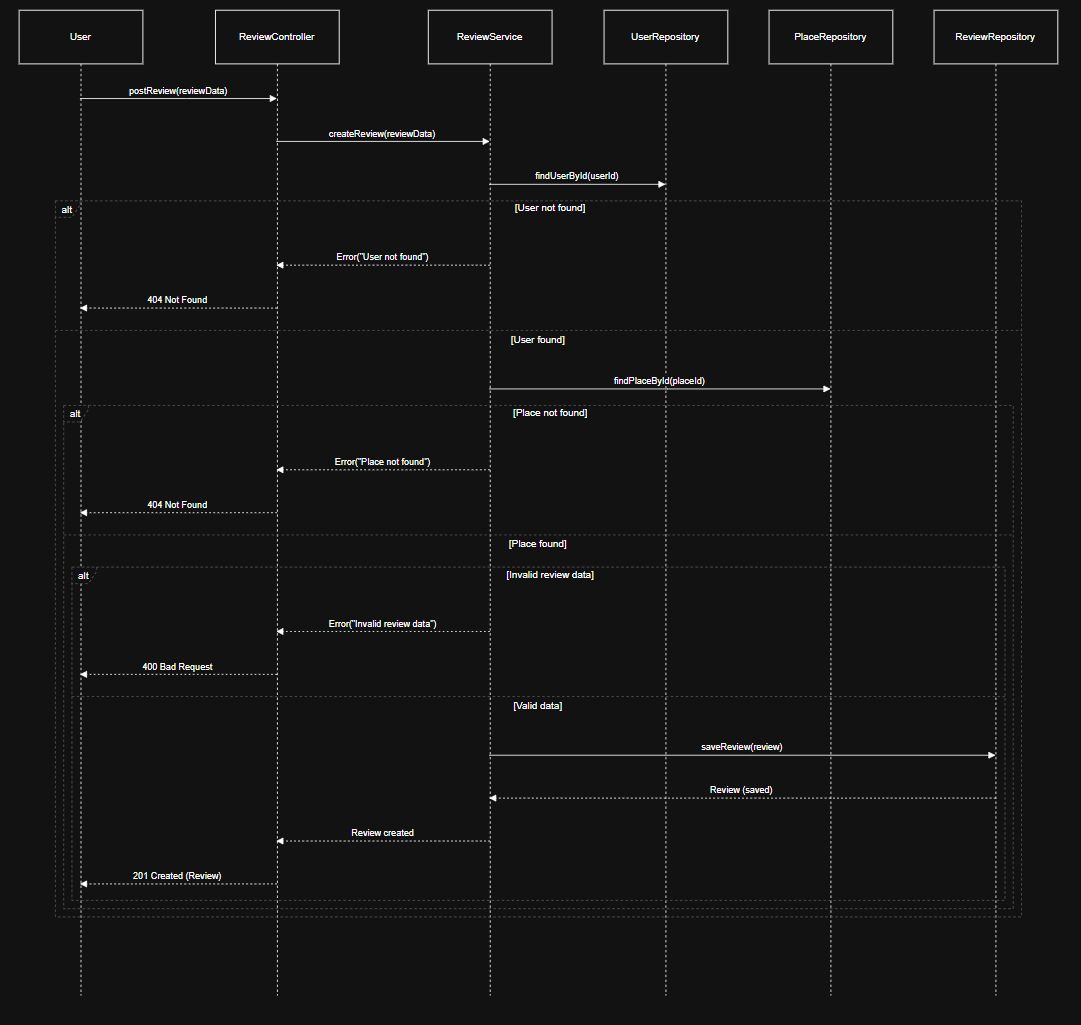 User
ReviewController
ReviewService
UserRepository
PlaceRepository
ReviewRepository
postReview(reviewData)
createReview(reviewData)
findUserById(userId)
alt
[User not found]
Error("User not found")
404 Not Found
[User found]
findPlaceById(placeId)
alt
[Place not found]
Error("Place not found")
404 Not Found
[Place found]
alt
[Invalid review data]
Error("Invalid review data")
400 Bad Request
[Valid data]
saveReview(review)
Review (saved)
Review created
201 Created (Review)